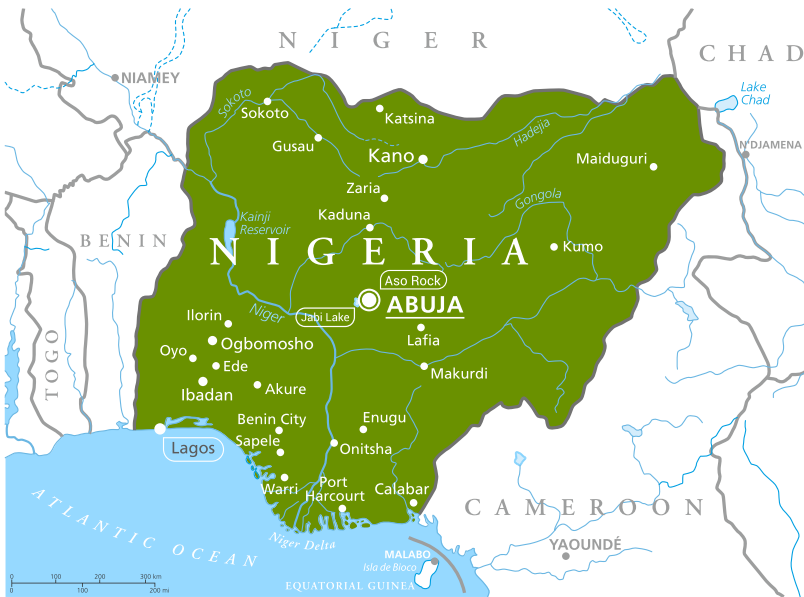 NIGER
CHAD
NIAMEY
Lake
Chad
Sokoto
Sokoto
Katsina
Hadejia
N'DJAMENA
Gusau
Kano
Maiduguri
Zaria
Gongola
Kaduna
Kainji
Reservoir
BENIN
NIGERIA
Kumo
Aso Rock
ABUJA
Niger
Jabi Lake
Ilorin
Ogbomosho
Lafia
Oyo
Ede
Makurdi
TOGO
Ibadan
Akure
Benin City
Enugu
Sapele
Lagos
Onitsha
Warri
Port
Harcourt
Calabar
CAMEROON
ATLANTIC OCEAN
Niger Delta
YAOUNDÉ
MALABO
Isla de Bioco
EQUATORIAL GUINEA
0 100 200 300 km
0 100 200 mi